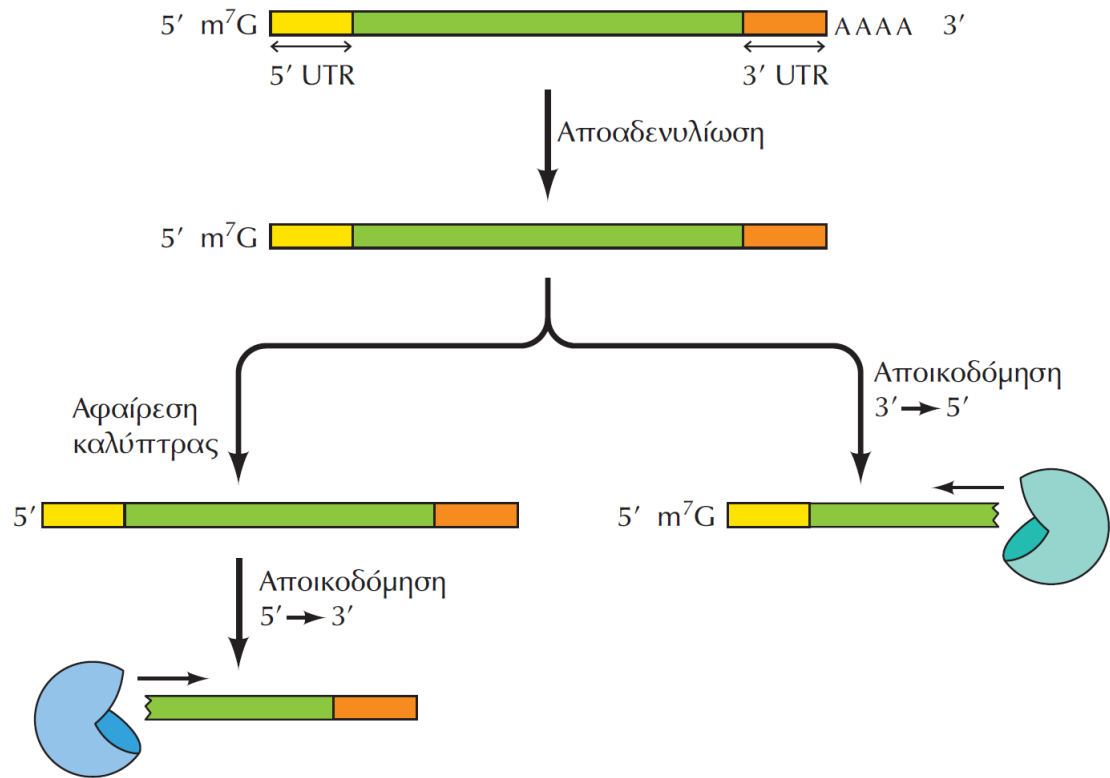 5′ m⁷G AAAA 3′
5′ UTR 3′ UTR
Αποαδενυλίωση
5′ m⁷G
Αφαίρεση
καλύπτρας
Αποικοδόμηση
3′ → 5′
5′
5′ m⁷G
Αποικοδόμηση
5′ → 3′